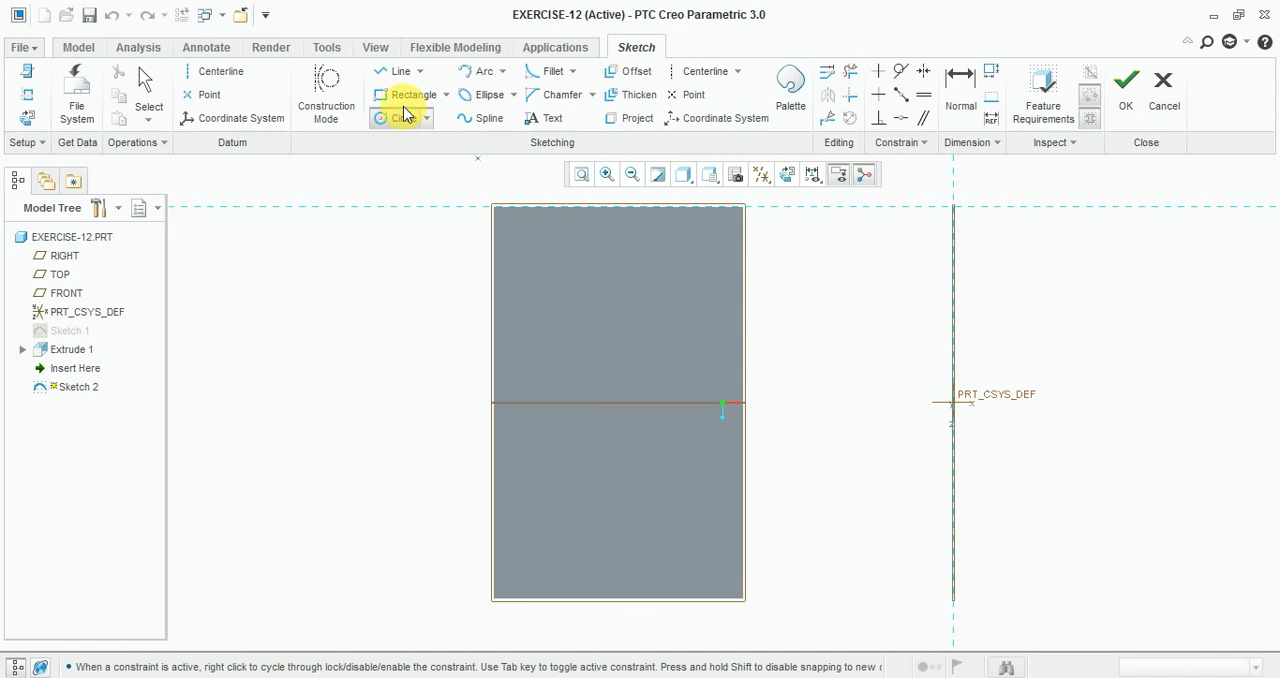 EXERCISE-12 (Active) - PTC Creo Parametric 3.0
File Model Analysis Annotate Render Tools View Flexible Modeling Applications Sketch
Centerline Line Arc Fillet Offset Centerline
File System Select Point Construction Mode Rectangle Ellipse Chamfer Thicken Point Palette Normal Feature Requirements OK Cancel
Coordinate System Spline Text Project Coordinate System
Setup Get Data Operations Datum Sketching Editing Constrain Dimension Inspect Close
Model Tree
EXERCISE-12.PRT
RIGHT
TOP
FRONT
PRT_CSYS_DEF
Sketch 1
Extrude 1
Insert Here
Sketch 2
PRT_CSYS_DEF
x
Y
z
• When a constraint is active, right click to cycle through lock/disable/enable the constraint. Use Tab key to toggle active constraint. Press and hold Shift to disable snapping to new